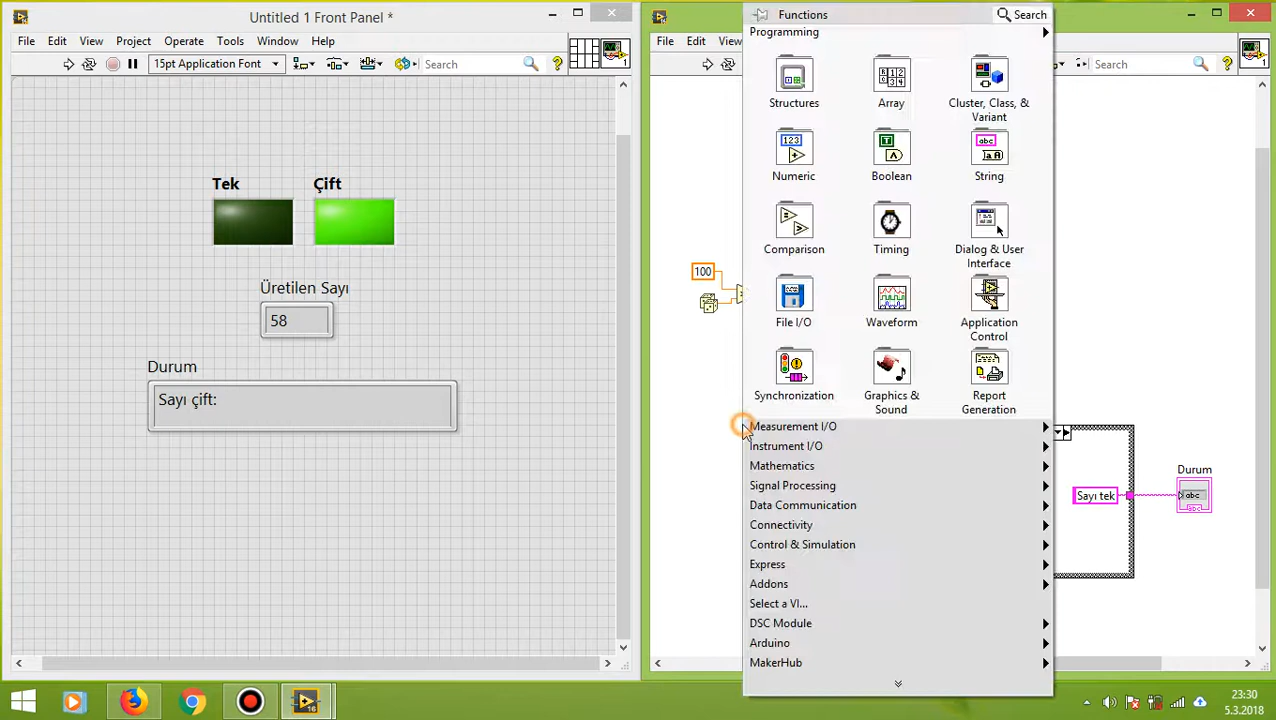 Untitled 1 Front Panel *
File Edit View Project Operate Tools Window Help
15pt Application Font
Search
Tek
Çift
Üretilen Sayı
58
Durum
Sayı çift:
File Edit View
Search
100
Sayı tek
Durum
abc
abc
Functions
Search
Programming
Structures
Array
Cluster, Class, &
Variant
Numeric
Boolean
String
Comparison
Timing
Dialog & User
Interface
File I/O
Waveform
Application
Control
Synchronization
Graphics &
Sound
Report
Generation
Measurement I/O
Instrument I/O
Mathematics
Signal Processing
Data Communication
Connectivity
Control & Simulation
Express
Addons
Select a VI...
DSC Module
Arduino
MakerHub
23:30
5.3.2018